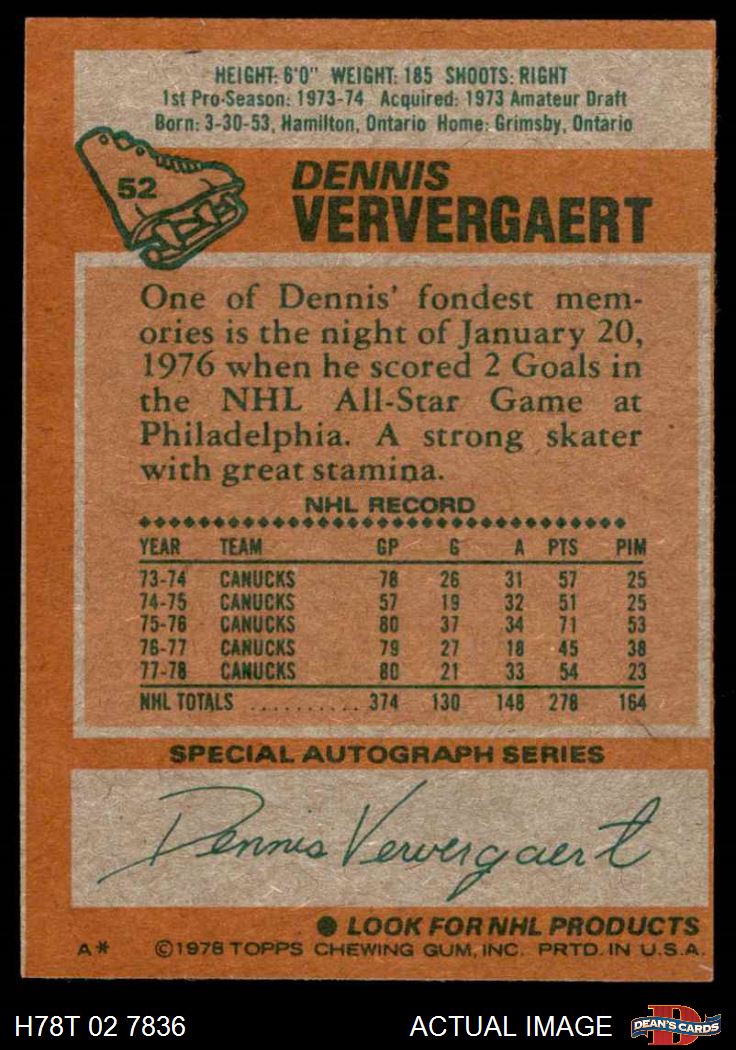 HEIGHT: 6'0" WEIGHT: 185 SHOOTS: RIGHT
1st Pro-Season: 1973-74 Acquired: 1973 Amateur Draft
Born: 3-30-53, Hamilton, Ontario Home: Grimsby, Ontario
52
DENNIS
VERVERGAERT
One of Dennis' fondest mem-
ories is the night of January 20,
1976 when he scored 2 Goals in
the NHL All-Star Game at
Philadelphia. A strong skater
with great stamina.
NHL RECORD
YEAR TEAM GP G A PTS PIM
73-74 CANUCKS 78 26 31 57 25
74-75 CANUCKS 57 19 32 51 25
75-76 CANUCKS 80 37 34 71 53
76-77 CANUCKS 79 27 18 45 38
77-78 CANUCKS 80 21 33 54 23
NHL TOTALS .......... 374 130 148 278 164
SPECIAL AUTOGRAPH SERIES
Dennis Ververgaert
● LOOK FOR NHL PRODUCTS
A* ©1978 TOPPS CHEWING GUM, INC. PRTD. IN U.S.A.
H78T 02 7836 ACTUAL IMAGE D DEAN'S CARDS